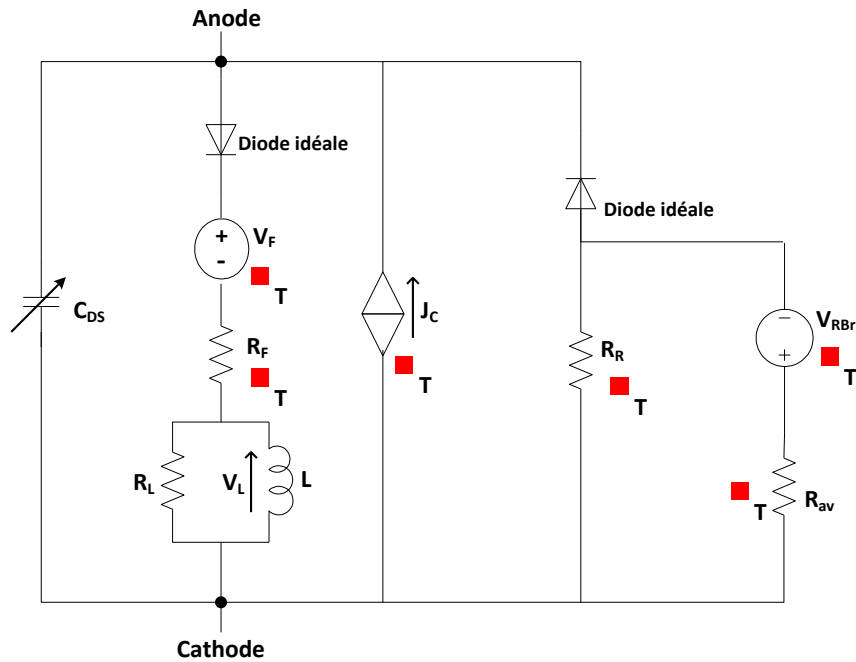 Anode
Diode idéale
+
-
V_F
T
C_DS
R_F
T
R_L
V_L
L
J_C
T
Diode idéale
R_R
T
−
+
V_RBr
T
R_av
T
Cathode